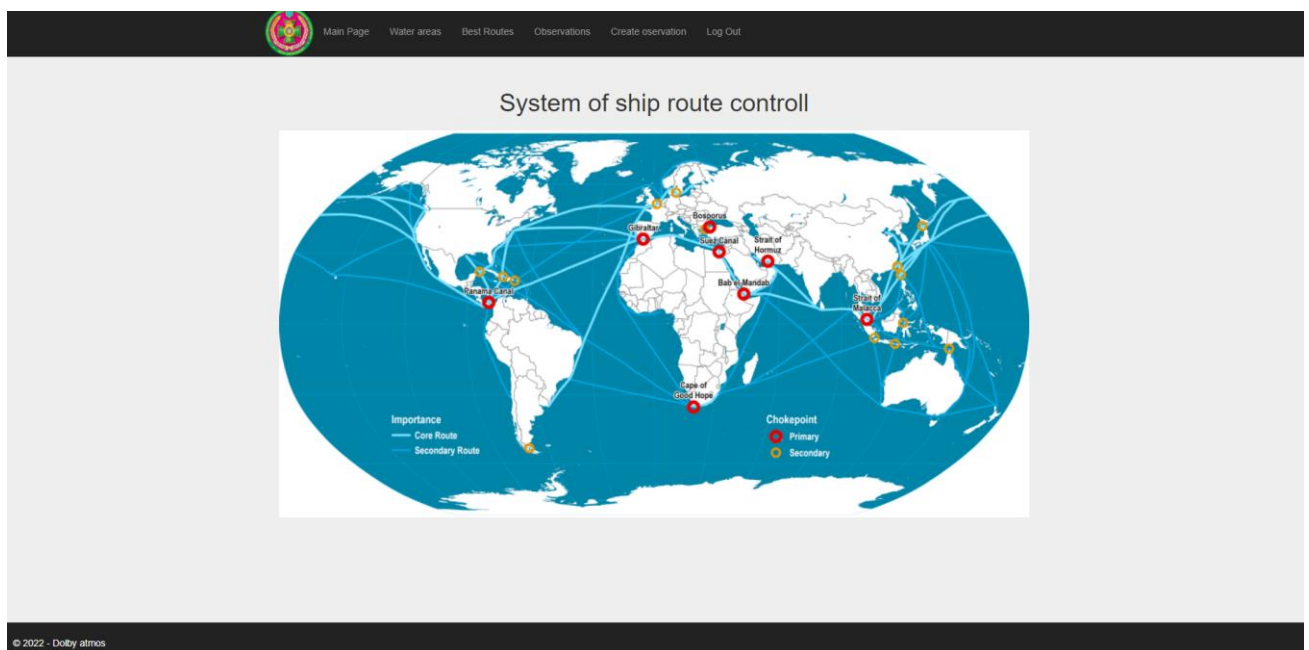 Main Page Water areas Best Routes Observations Create oservation Log Out
System of ship route controll
Bosporus
Gibraltar
Suez Canal
Strait of
Hormuz
Bab el-Mandab
Panama Canal
Strait of
Malacca
Cape of
Good Hope
Importance
Core Route
Secondary Route
Chokepoint
Primary
Secondary
© 2022 - Dolby atmos